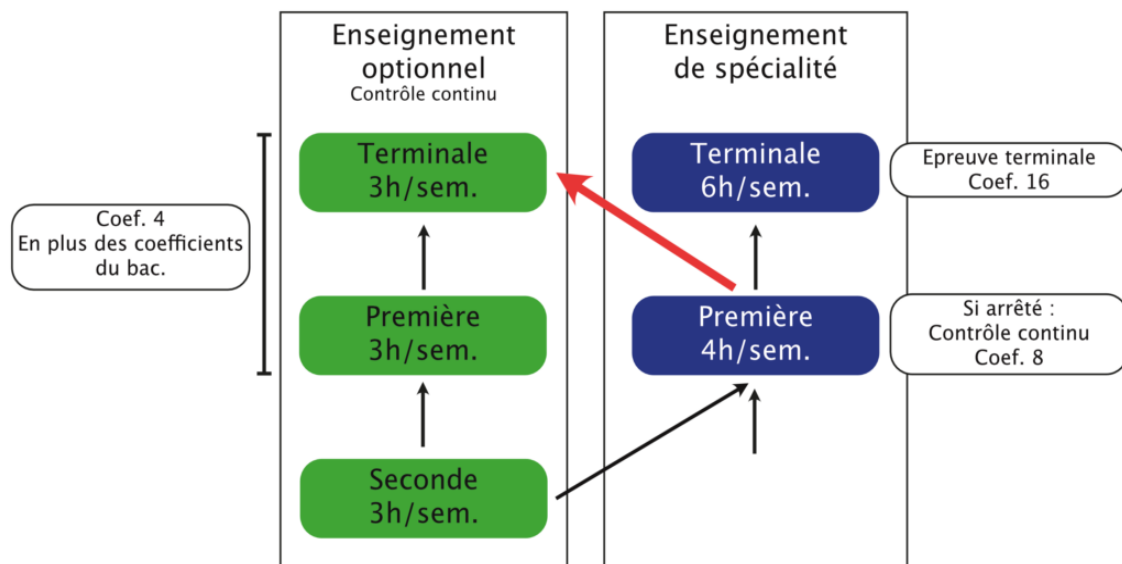 Enseignement
optionnel
Contrôle continu
Terminale
3h/sem.
Première
3h/sem.
Seconde
3h/sem.
Coef. 4
En plus des coefficients
du bac.
Enseignement
de spécialité
Terminale
6h/sem.
Première
4h/sem.
Epreuve terminale
Coef. 16
Si arrêté :
Contrôle continu
Coef. 8